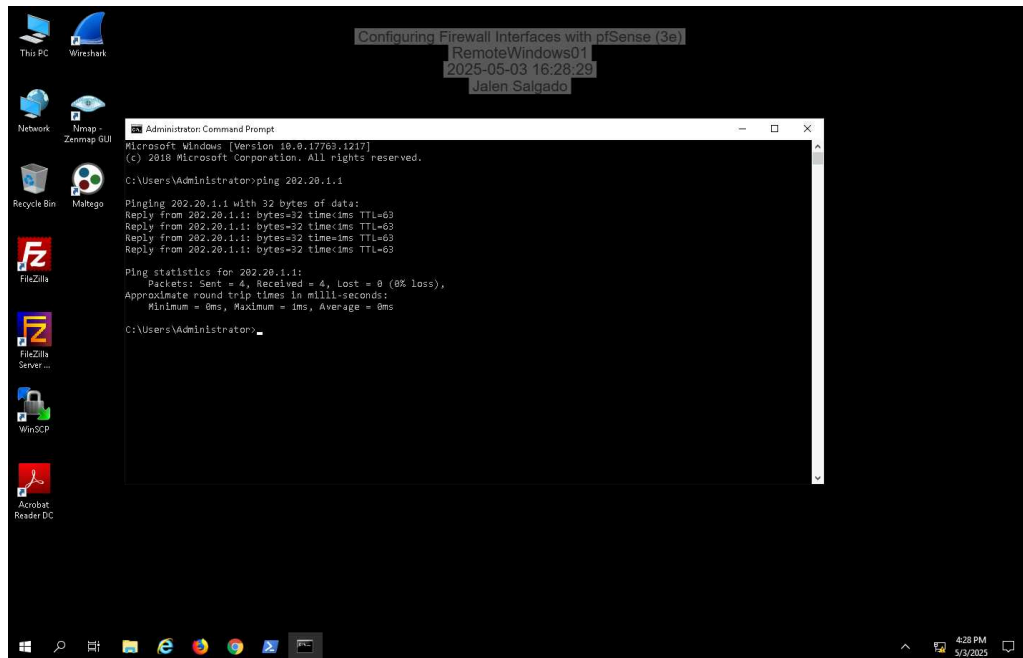 Configuring Firewall Interfaces with pfSense (3e)
RemoteWindows01
2025-05-03 16:28:29
Jalen Salgado
This PC
Wireshark
Network
Nmap -
Zenmap GUI
Recycle Bin
Maltego
FileZilla
FileZilla
Server ...
WinSCP
Acrobat
Reader DC
Administrator: Command Prompt
Microsoft Windows [Version 10.0.17763.1217]
(c) 2018 Microsoft Corporation. All rights reserved.
C:\Users\Administrator>ping 202.20.1.1
Pinging 202.20.1.1 with 32 bytes of data:
Reply from 202.20.1.1: bytes=32 time<1ms TTL=63
Reply from 202.20.1.1: bytes=32 time<1ms TTL=63
Reply from 202.20.1.1: bytes=32 time=1ms TTL=63
Reply from 202.20.1.1: bytes=32 time<1ms TTL=63
Ping statistics for 202.20.1.1:
Packets: Sent = 4, Received = 4, Lost = 0 (0% loss),
Approximate round trip times in milli-seconds:
Minimum = 0ms, Maximum = 1ms, Average = 0ms
C:\Users\Administrator>
4:28 PM
5/3/2025